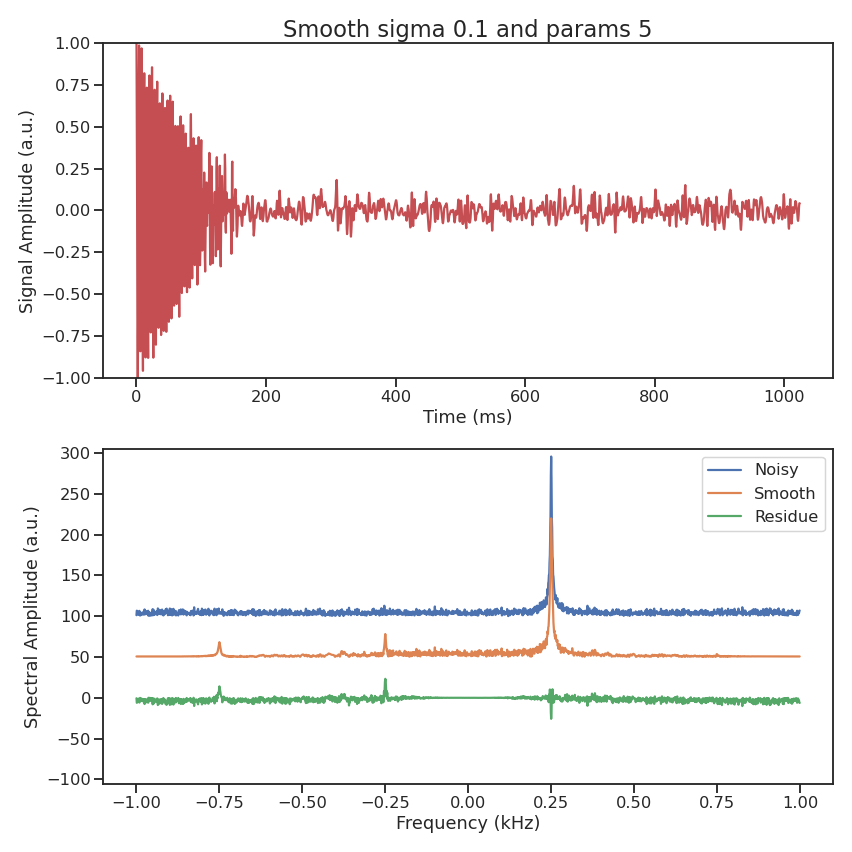 Smooth sigma 0.1 and params 5
1.00
0.75
0.50
0.25
0.00
−0.25
−0.50
−0.75
−1.00
Signal Amplitude (a.u.)
0 200 400 600 800 1000
Time (ms)
300
250
200
150
100
50
0
−50
−100
Spectral Amplitude (a.u.)
Noisy
Smooth
Residue
−1.00 −0.75 −0.50 −0.25 0.00 0.25 0.50 0.75 1.00
Frequency (kHz)